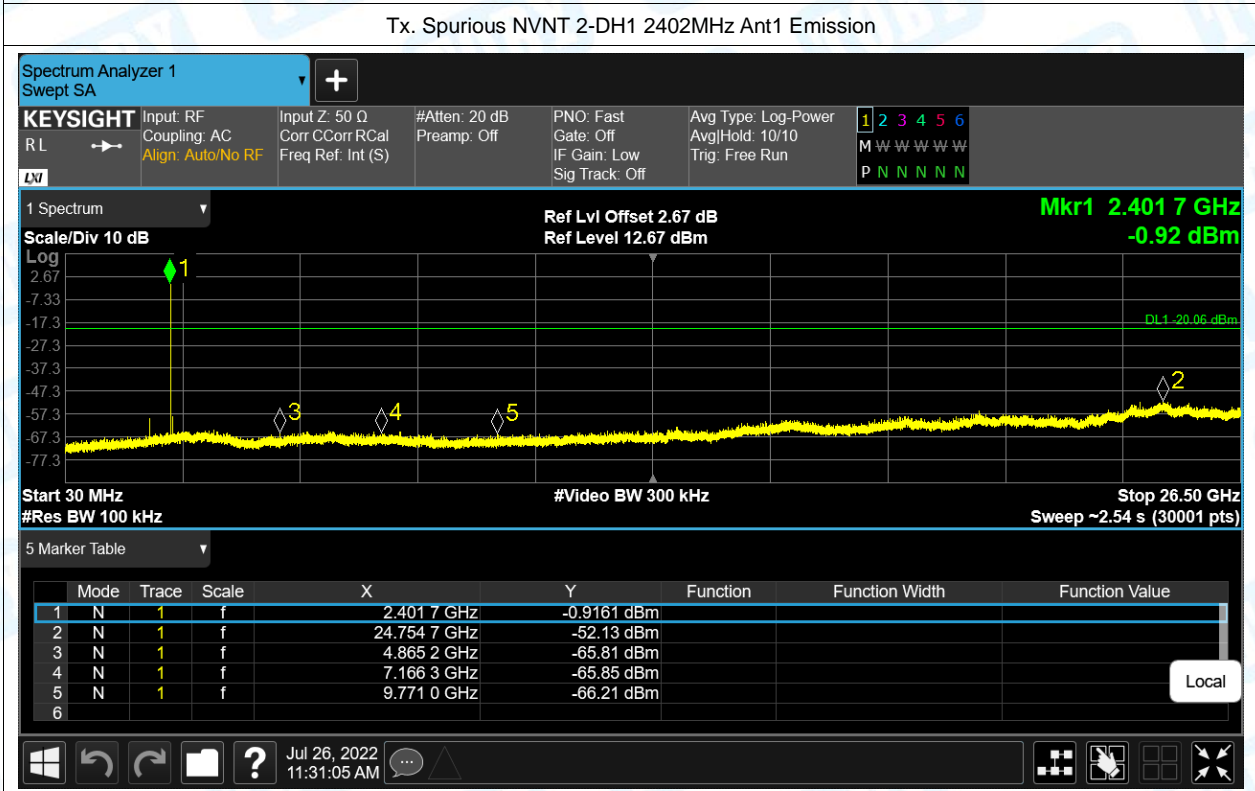 Tx. Spurious NVNT 2-DH1 2402MHz Ant1 Emission
Spectrum Analyzer 1
Swept SA
KEYSIGHT
R L
LXI
Input: RF
Coupling: AC
Align: Auto/No RF
Input Z: 50 Ω
Corr CCorr RCal
Freq Ref: Int (S)
#Atten: 20 dB
Preamp: Off
PNO: Fast
Gate: Off
IF Gain: Low
Sig Track: Off
Avg Type: Log-Power
Avg|Hold: 10/10
Trig: Free Run
1 2 3 4 5 6
M W W W W W
P N N N N N
1 Spectrum
Scale/Div 10 dB
Ref Lvl Offset 2.67 dB
Ref Level 12.67 dBm
Mkr1 2.401 7 GHz
-0.92 dBm
Log
2.67
-7.33
-17.3
-27.3
-37.3
-47.3
-57.3
-67.3
-77.3
DL1 -20.06 dBm
1
2
3
4
5
Start 30 MHz
#Video BW 300 kHz
Stop 26.50 GHz
#Res BW 100 kHz
Sweep ~2.54 s (30001 pts)
5 Marker Table
Mode Trace Scale X Y Function Function Width Function Value
1 N 1 f 2.401 7 GHz -0.9161 dBm
2 N 1 f 24.754 7 GHz -52.13 dBm
3 N 1 f 4.865 2 GHz -65.81 dBm
4 N 1 f 7.166 3 GHz -65.85 dBm
5 N 1 f 9.771 0 GHz -66.21 dBm
6
Local
?
Jul 26, 2022
11:31:05 AM